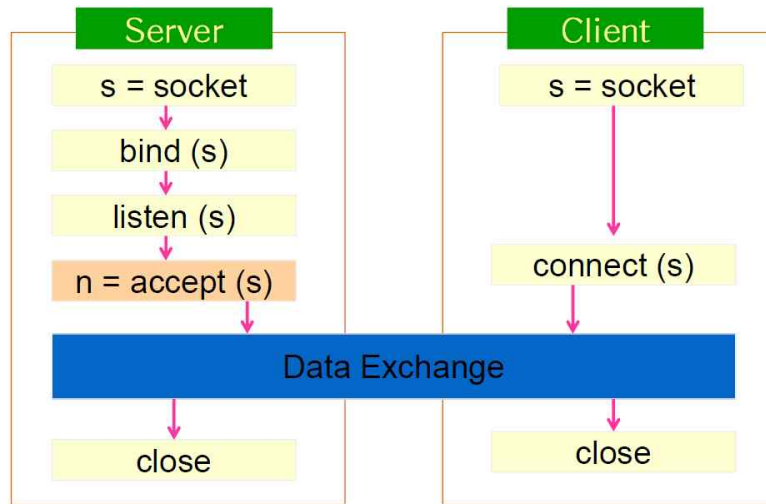 Server
s = socket
bind (s)
listen (s)
n = accept (s)
Client
s = socket
connect (s)
Data Exchange
close
close